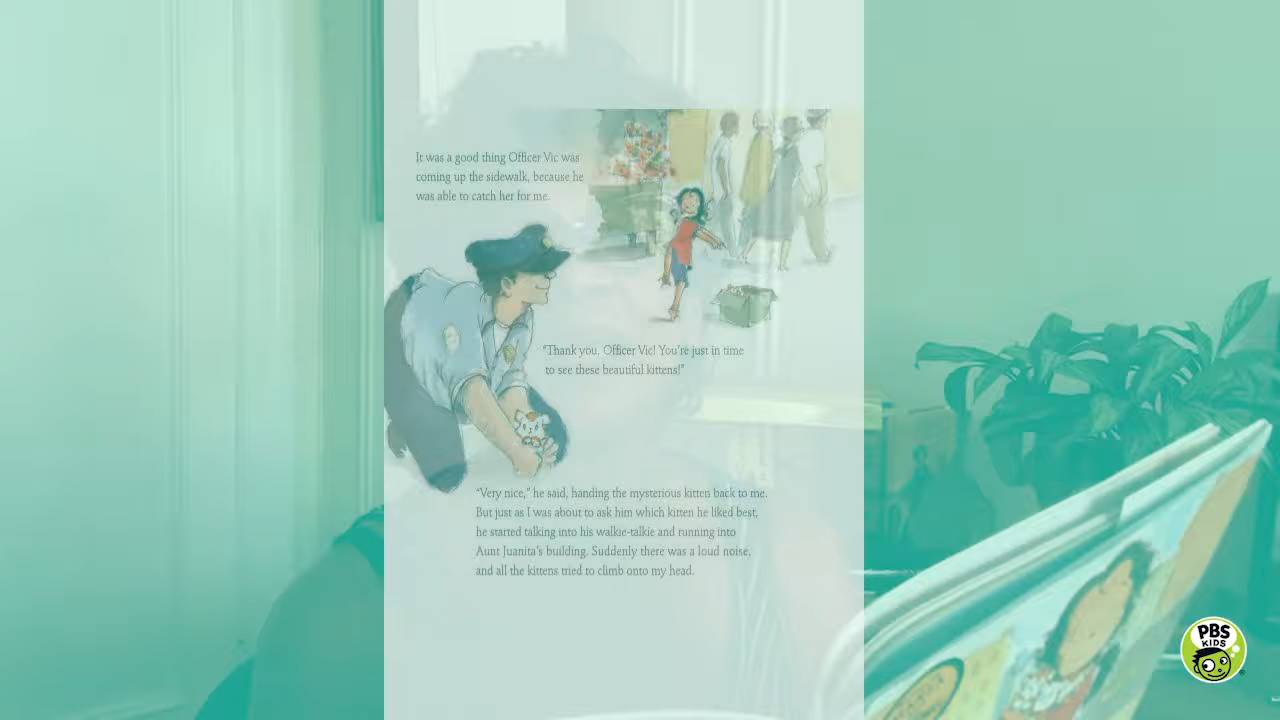 It was a good thing Officer Vic was
coming up the sidewalk, because he
was able to catch her for me.
“Thank you, Officer Vic! You’re just in time
to see these beautiful kittens!”
“Very nice,” he said, handing the mysterious kitten back to me.
But just as I was about to ask him which kitten he liked best,
he started talking into his walkie-talkie and running into
Aunt Juanita’s building. Suddenly there was a loud noise,
and all the kittens tried to climb onto my head.
PBS
KIDS